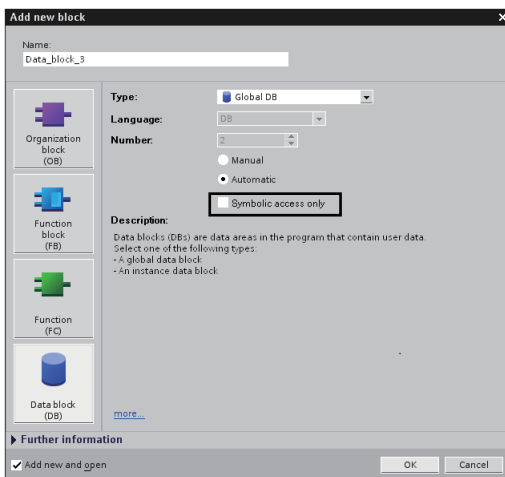 Add new block
Name:
Data_block_3
Organization
block
(OB)
Function
block
(FB)
Function
(FC)
Data block
(DB)
Type:
Global DB
Language:
DB
Number:
2
Manual
Automatic
Symbolic access only
Description:
Data blocks (DBs) are data areas in the program that contain user data.
Select one of the following types:
- A global data block
- An instance data block
more...
Further information
Add new and open
OK
Cancel